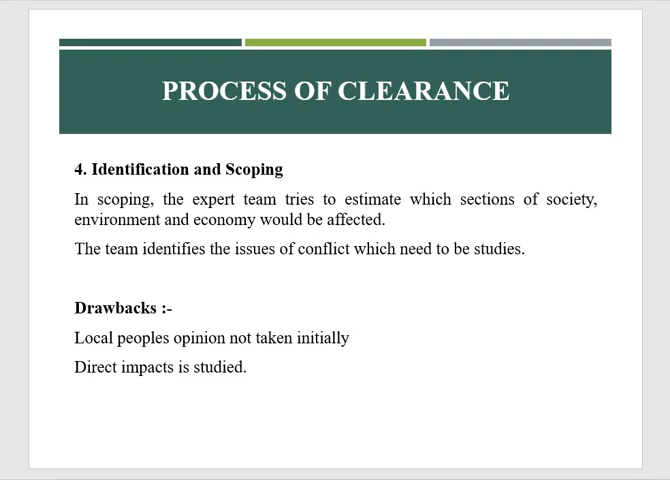 PROCESS OF CLEARANCE
4. Identification and Scoping
In scoping, the expert team tries to estimate which sections of society,
environment and economy would be affected.
The team identifies the issues of conflict which need to be studies.
Drawbacks :-
Local peoples opinion not taken initially
Direct impacts is studied.